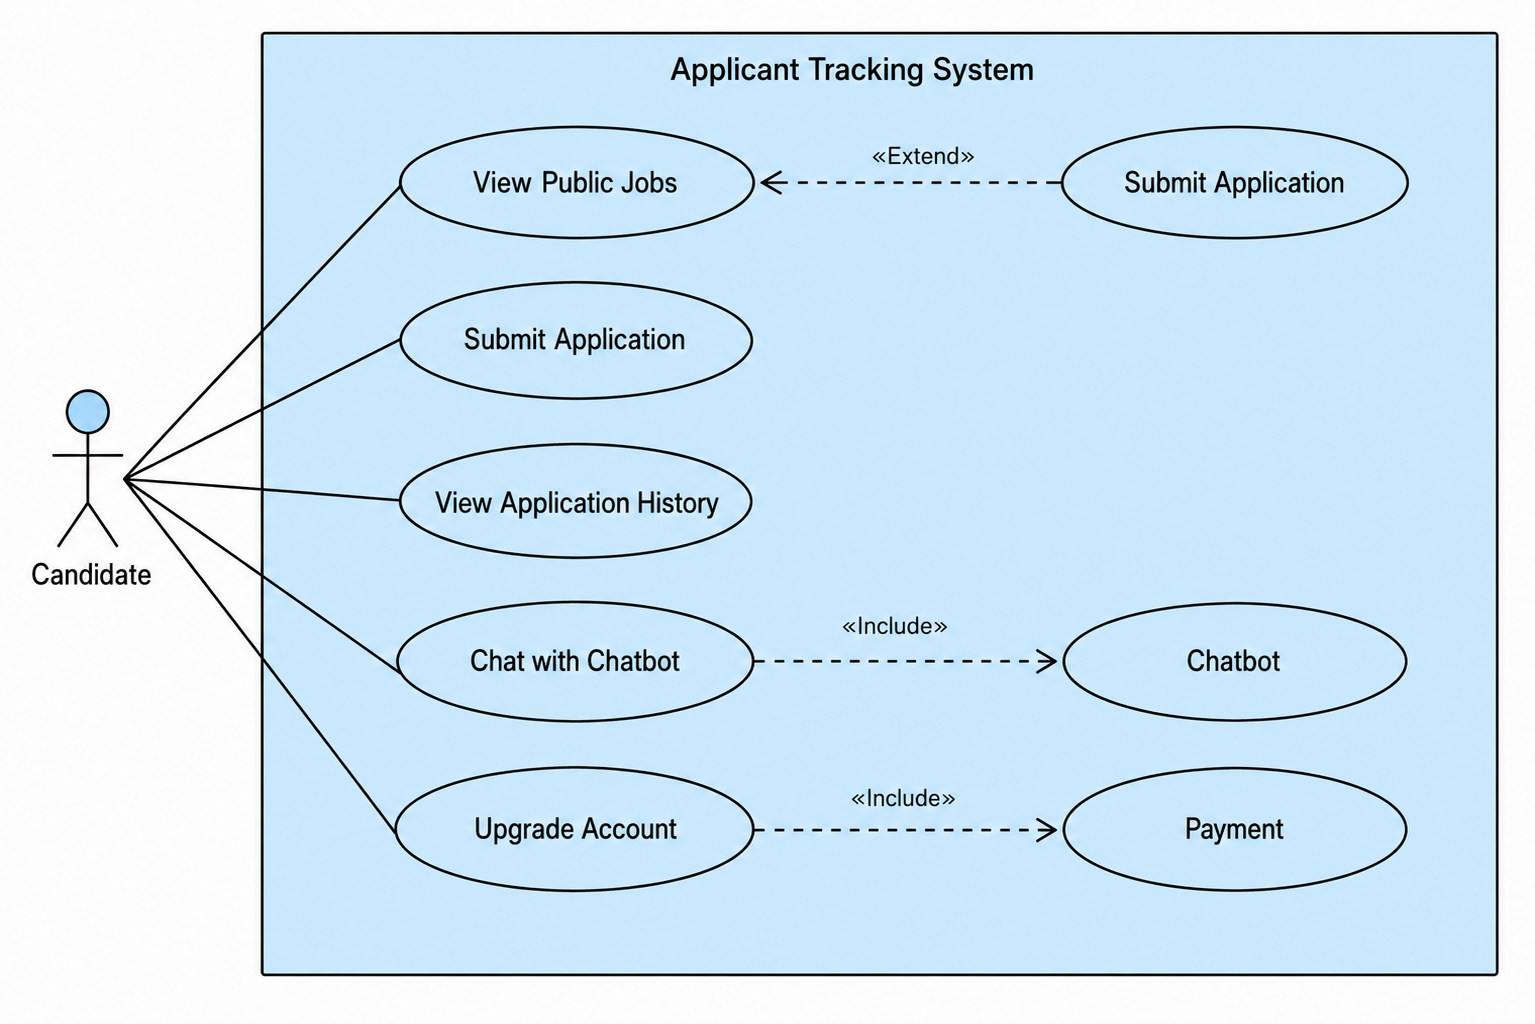 Applicant Tracking System
View Public Jobs
«Extend»
Submit Application
Submit Application
View Application History
Candidate
Chat with Chatbot
«Include»
Chatbot
Upgrade Account
«Include»
Payment